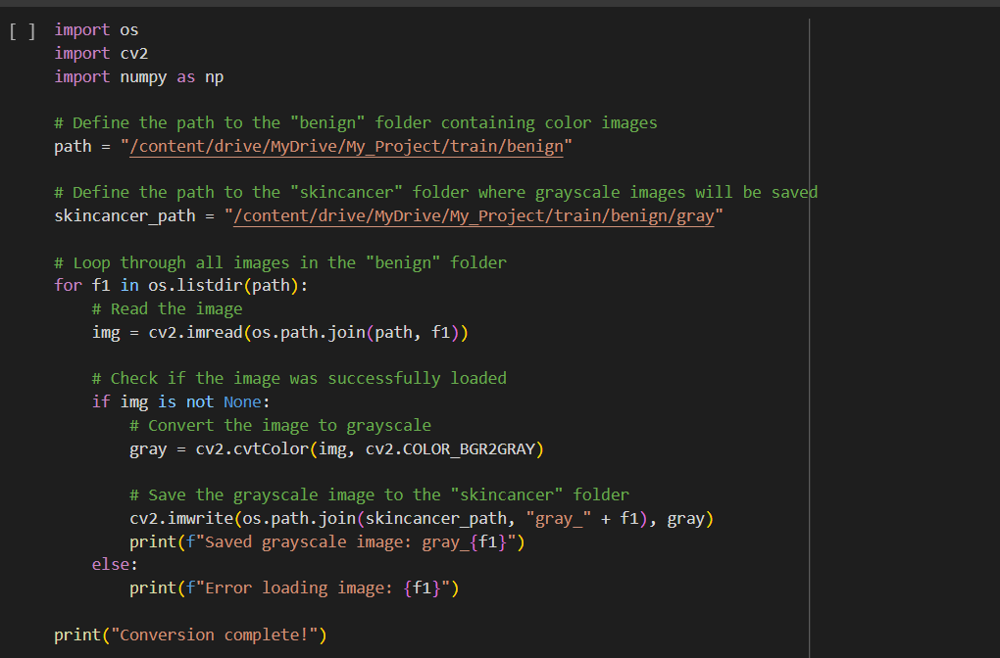 [ ] import os
import cv2
import numpy as np
# Define the path to the "benign" folder containing color images
path = "/content/drive/MyDrive/My_Project/train/benign"
# Define the path to the "skincancer" folder where grayscale images will be saved
skincancer_path = "/content/drive/MyDrive/My_Project/train/benign/gray"
# Loop through all images in the "benign" folder
for f1 in os.listdir(path):
    # Read the image
    img = cv2.imread(os.path.join(path, f1))
    # Check if the image was successfully loaded
    if img is not None:
        # Convert the image to grayscale
        gray = cv2.cvtColor(img, cv2.COLOR_BGR2GRAY)
        # Save the grayscale image to the "skincancer" folder
        cv2.imwrite(os.path.join(skincancer_path, "gray_" + f1), gray)
        print(f"Saved grayscale image: gray_{f1}")
    else:
        print(f"Error loading image: {f1}")
print("Conversion complete!")